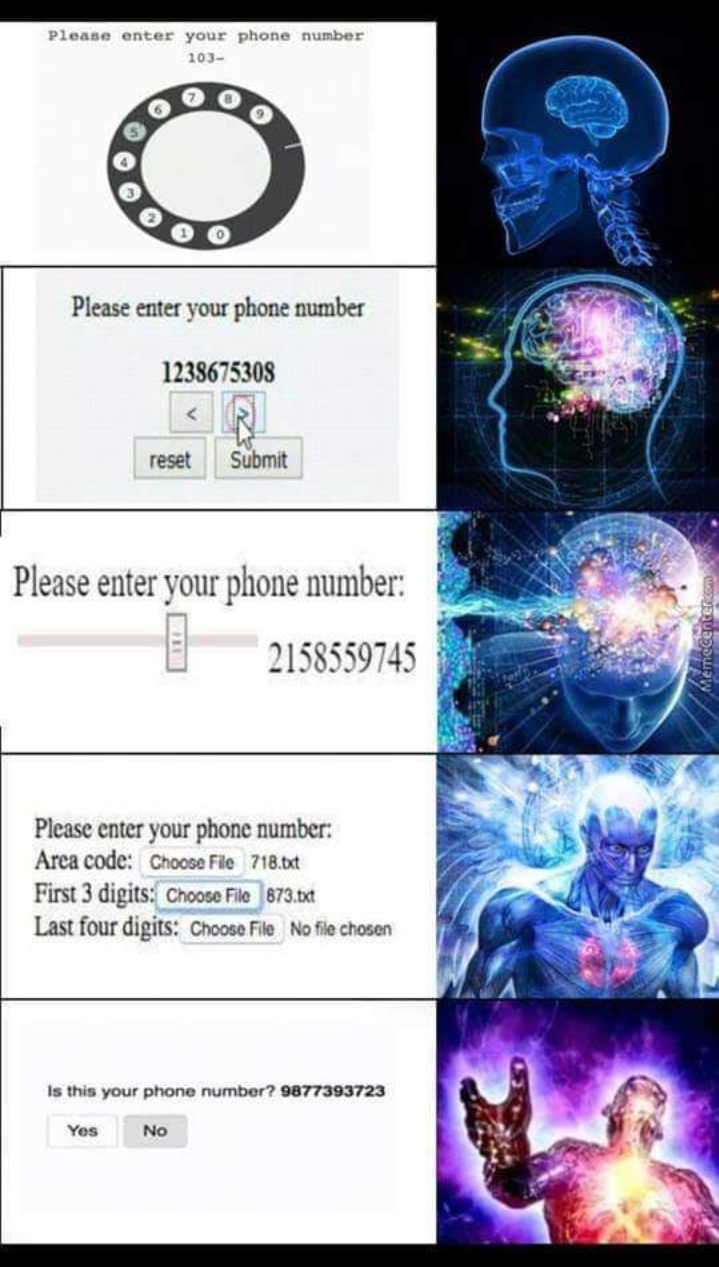 Please enter your phone number
103-
7
8
6
9
5
4
3
2
1
0
Please enter your phone number
1238675308
< >
reset Submit
Please enter your phone number:
2158559745
MemeCenter.com
Please enter your phone number:
Area code: Choose File 718.txt
First 3 digits: Choose File 873.txt
Last four digits: Choose File No file chosen
Is this your phone number? 9877393723
Yes No